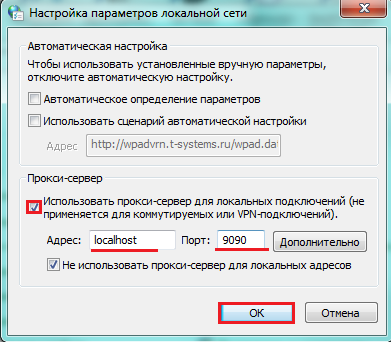 Настройка параметров локальной сети
Автоматическая настройка
Чтобы использовать установленные вручную параметры,
отключите автоматическую настройку.
Автоматическое определение параметров
Использовать сценарий автоматической настройки
Адрес
http://wpadvrn.t-systems.ru/wpad.da
Прокси-сервер
Использовать прокси-сервер для локальных подключений (не
применяется для коммутируемых или VPN-подключений).
Адрес: localhost Порт: 9090 Дополнительно
Не использовать прокси-сервер для локальных адресов
OK Отмена